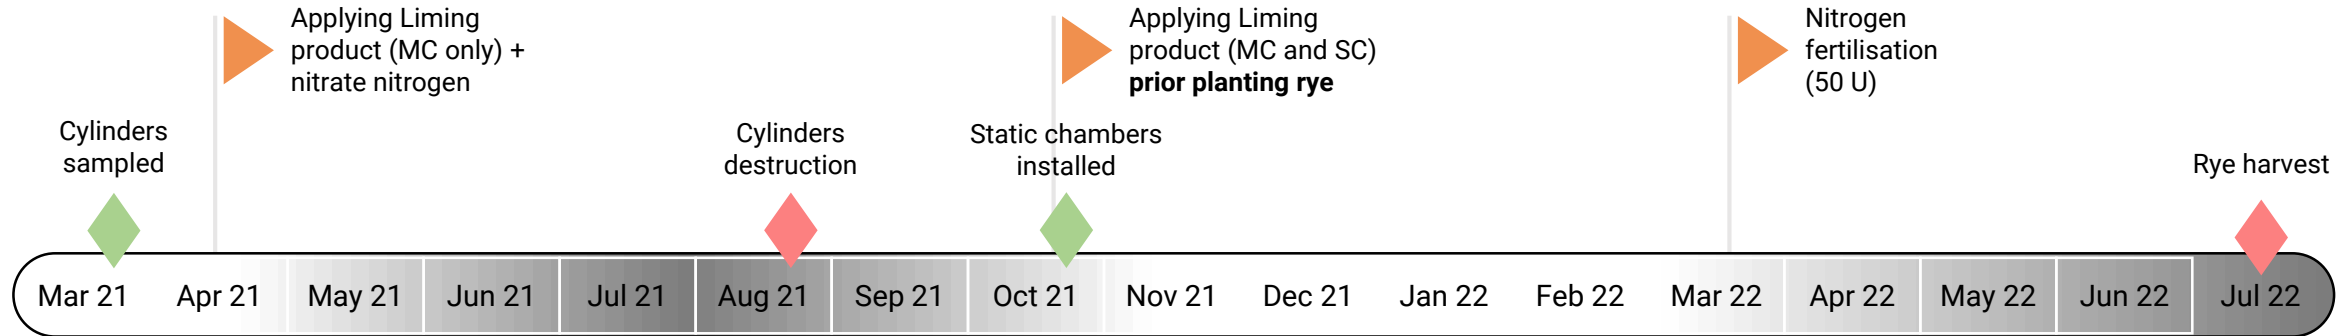 Applying Liming
product (MC only) +
nitrate nitrogen
Applying Liming
product (MC and SC)
prior planting rye
Nitrogen
fertilisation
(50 U)
Cylinders
sampled
Cylinders
destruction
Static chambers
installed
Rye harvest
Mar 21 Apr 21 May 21 Jun 21 Jul 21 Aug 21 Sep 21 Oct 21 Nov 21 Dec 21 Jan 22 Feb 22 Mar 22 Apr 22 May 22 Jun 22 Jul 22